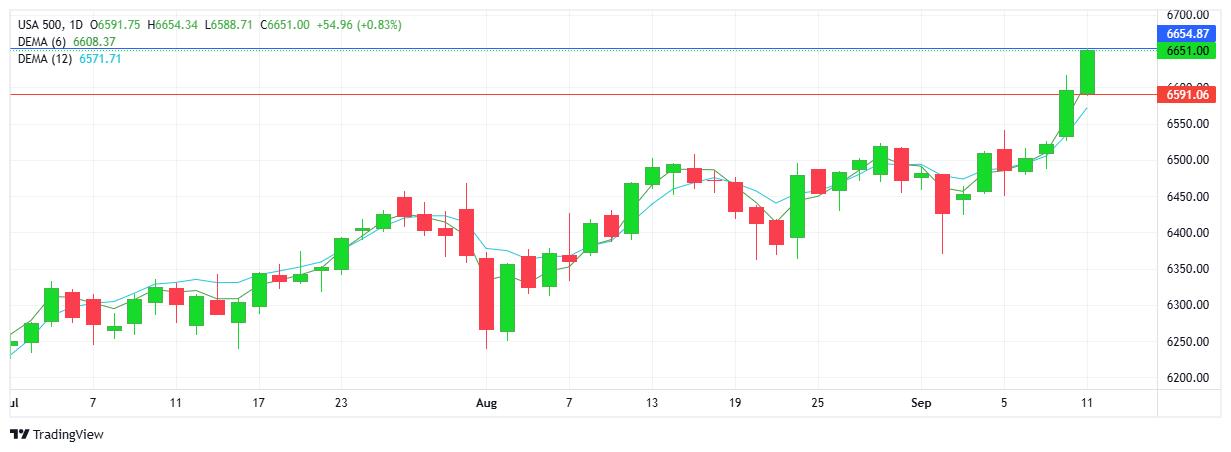 USA 500, 1D O6591.75 H6654.34 L6588.71 C6651.00 +54.96 (+0.83%)
DEMA (6) 6608.37
DEMA (12) 6571.71
6700.00
6654.87
6651.00
6600.00
6591.06
6550.00
6500.00
6450.00
6400.00
6350.00
6300.00
6250.00
6200.00
ul 7 11 17 23 Aug 7 13 19 25 Sep 5 11
TradingView